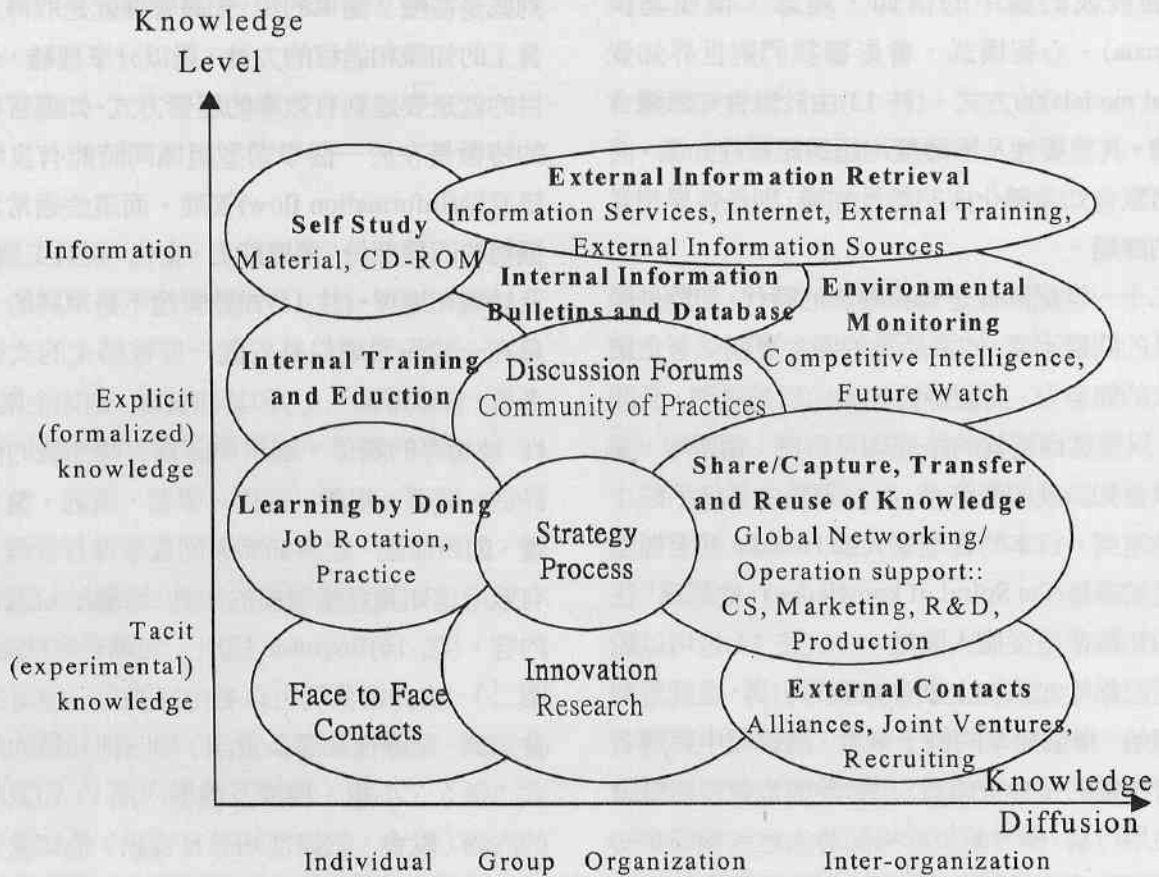 Knowledge
Level
Information
Explicit
(formalized)
knowledge
Tacit
(experimental)
knowledge
Self Study
Material, CD-ROM
External Information Retrieval
Information Services, Internet, External Training,
External Information Sources
Internal Information
Bulletins and Database
Environmental
Monitoring
Competitive Intelligence,
Future Watch
Internal Training
and Eduction
Discussion Forums
Community of Practices
Learning by Doing
Job Rotation,
Practice
Strategy
Process
Share/Capture, Transfer
and Reuse of Knowledge
Global Networking/
Operation support::
CS, Marketing, R&D,
Production
Face to Face
Contacts
Innovation
Research
External Contacts
Alliances, Joint Ventures,
Recruiting
Knowledge
Diffusion
Individual Group Organization Inter-organization